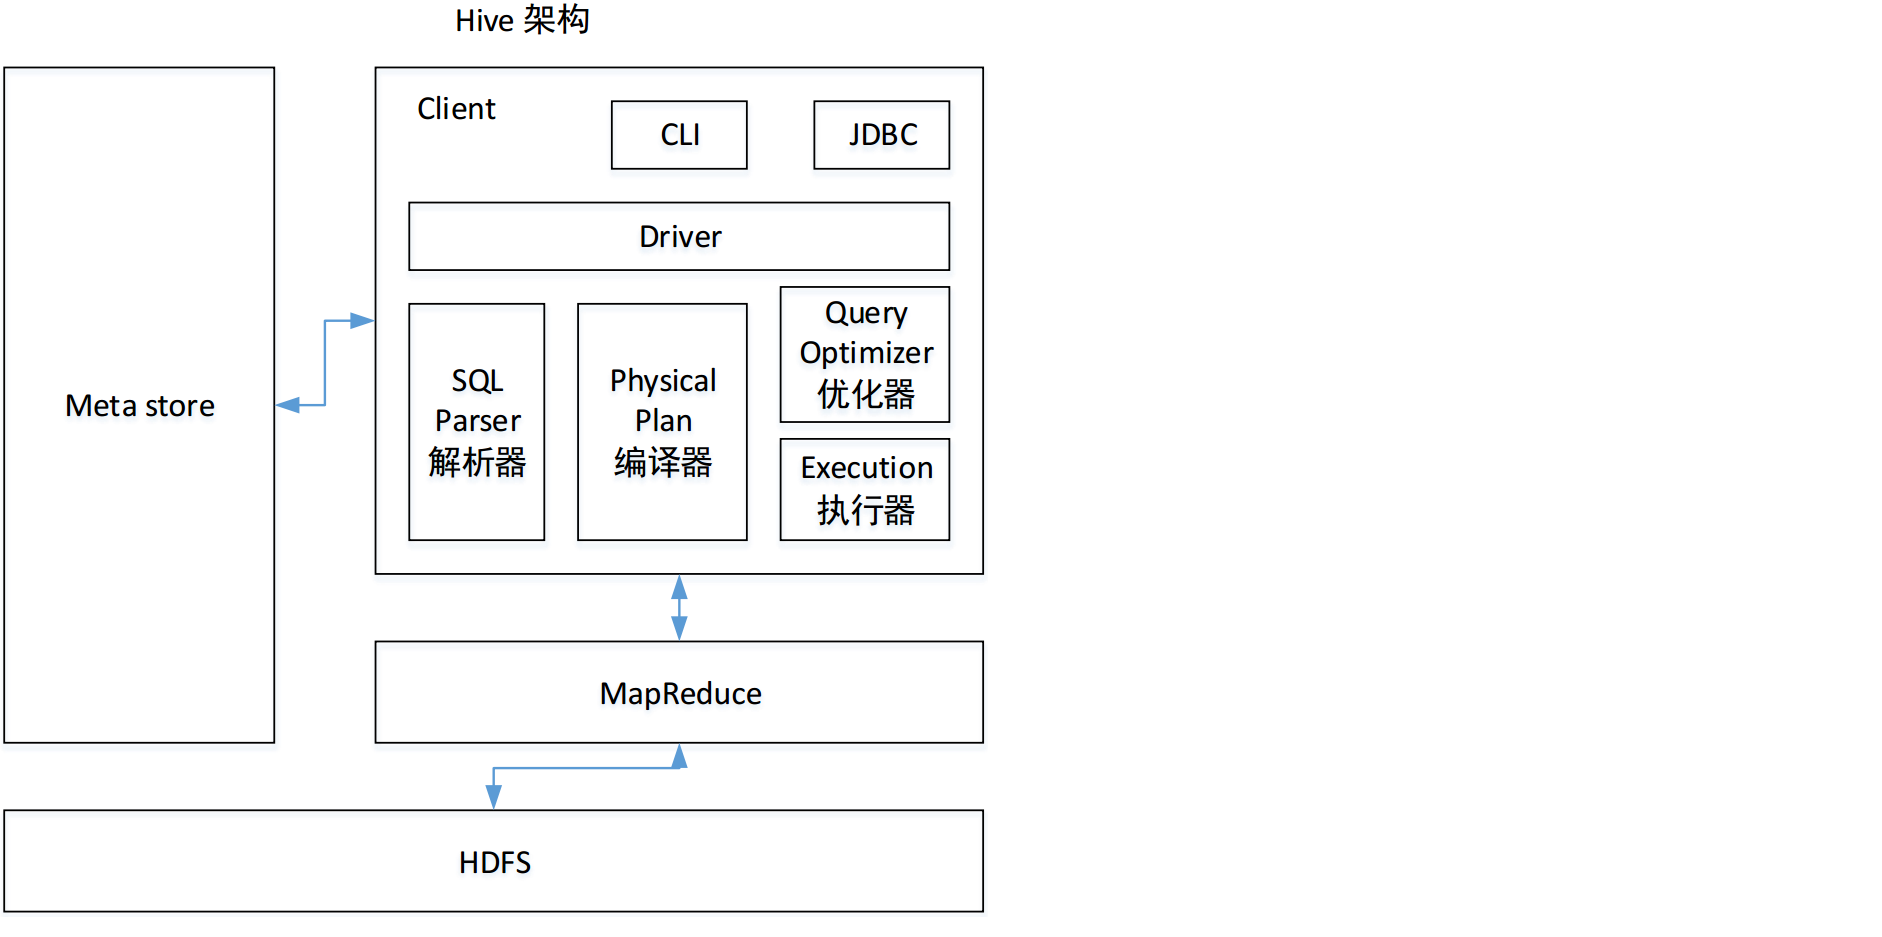 Hive 架构
Meta store
Client
CLI
JDBC
Driver
SQL
Parser
解析器
Physical
Plan
编译器
Query
Optimizer
优化器
Execution
执行器
MapReduce
HDFS